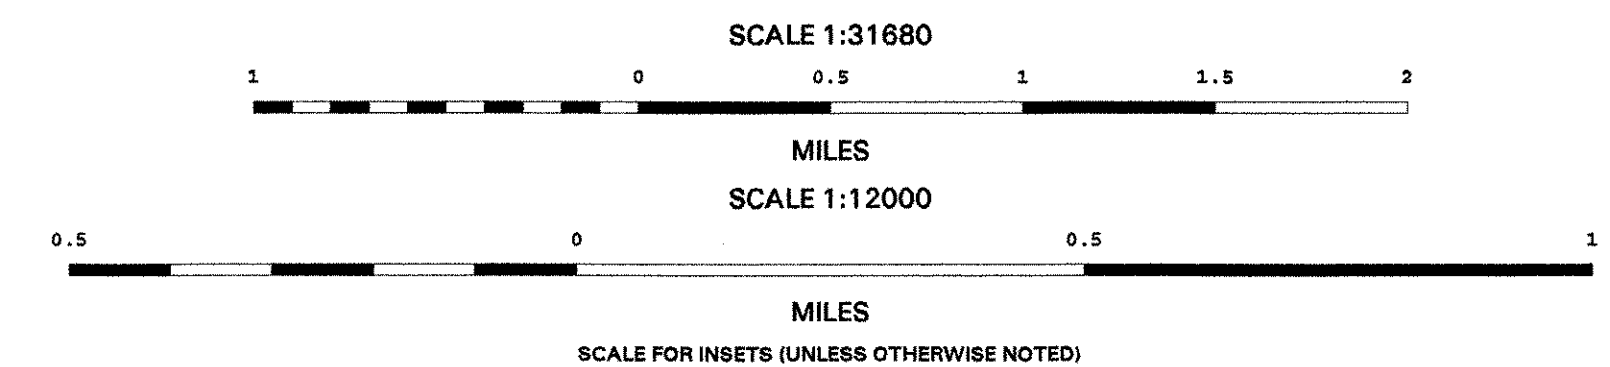 SCALE 1:31680
1 0 0.5 1 1.5 2
MILES
SCALE 1:12000
0.5 0 0.5 1
MILES
SCALE FOR INSETS (UNLESS OTHERWISE NOTED)